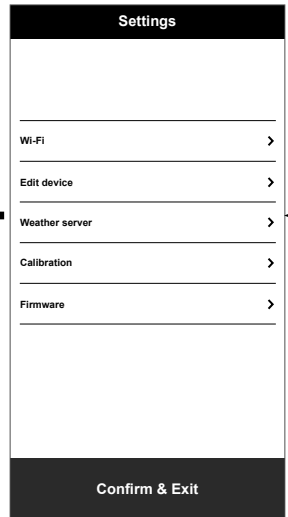 Settings
Wi-Fi
Edit device
Weather server
Calibration
Firmware
Confirm & Exit